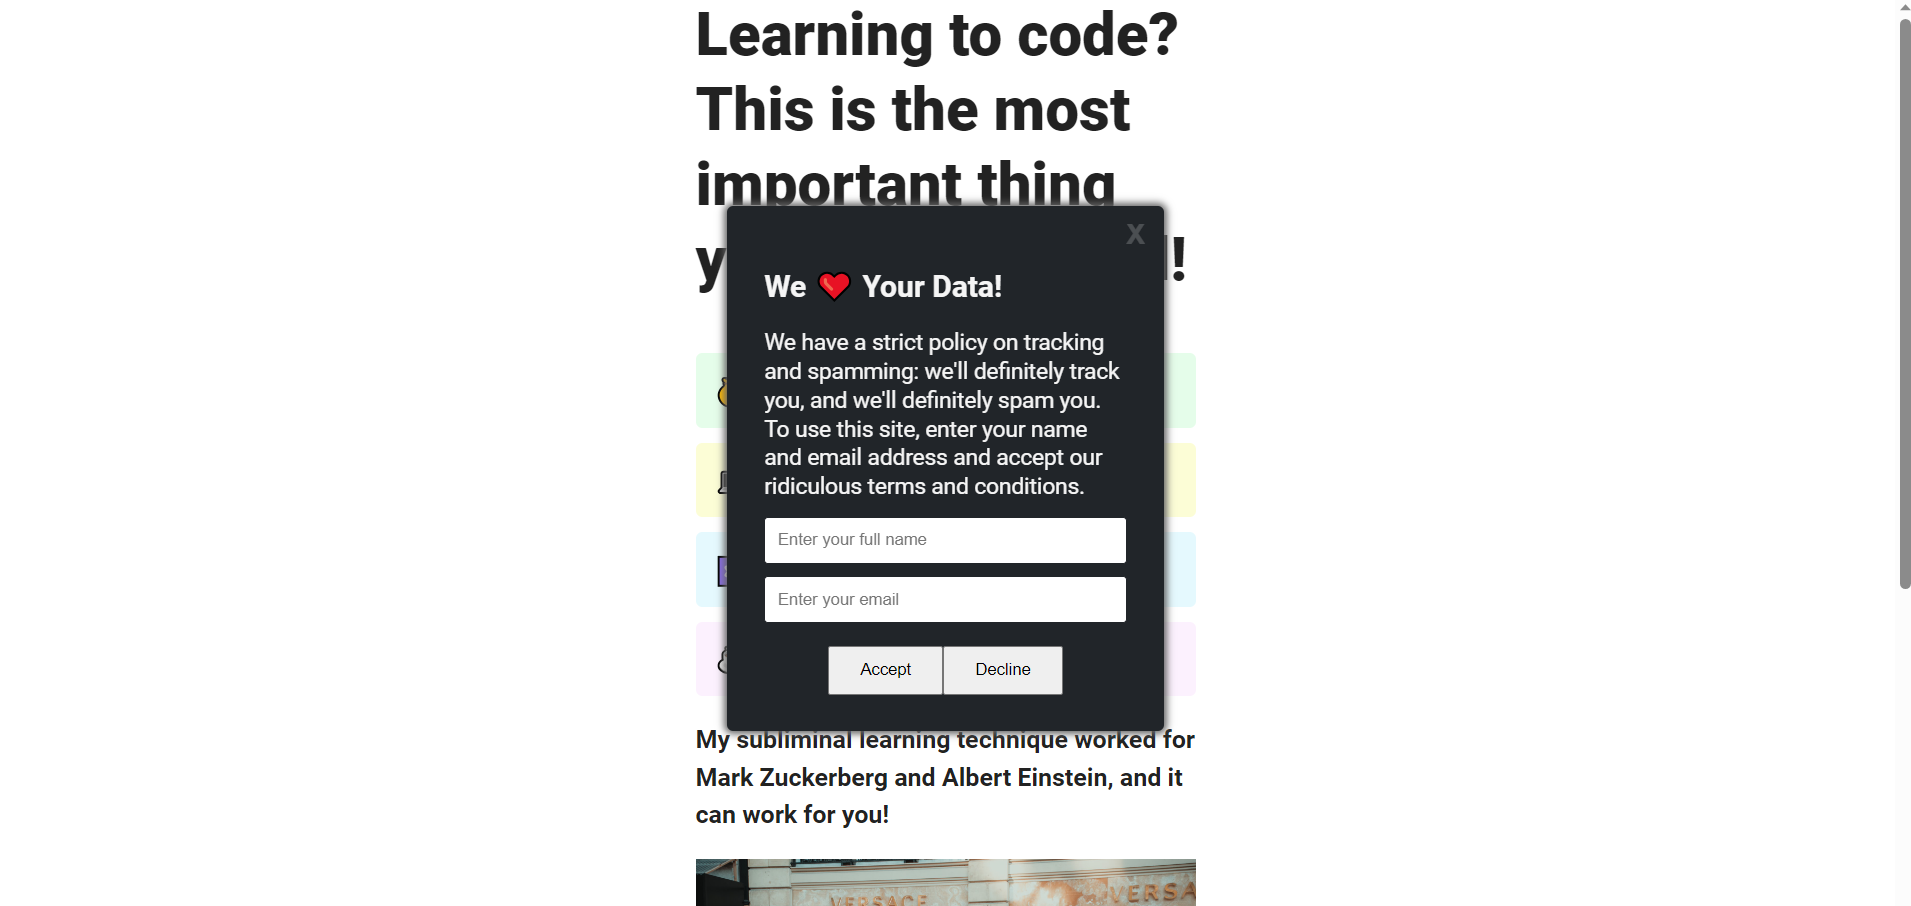 Learning to code?
This is the most
important thing
y
!
X
We ❤️ Your Data!
We have a strict policy on tracking
and spamming: we'll definitely track
you, and we'll definitely spam you.
To use this site, enter your name
and email address and accept our
ridiculous terms and conditions.
Enter your full name
Enter your email
Accept Decline
My subliminal learning technique worked for
Mark Zuckerberg and Albert Einstein, and it
can work for you!
VERSACE
VERSA